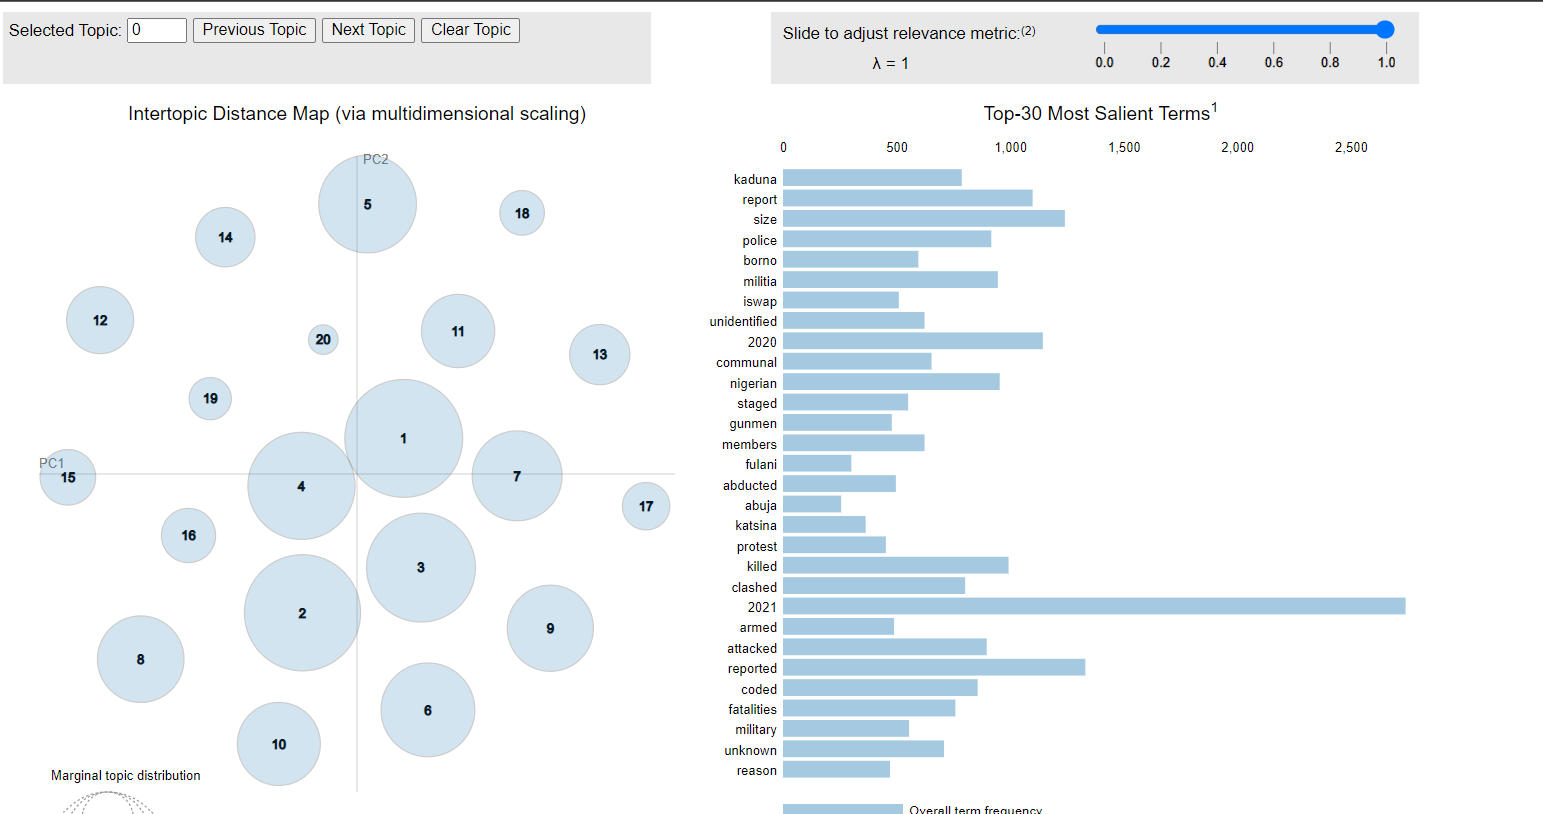 Selected Topic: 0 Previous Topic Next Topic Clear Topic
Slide to adjust relevance metric:(2)
λ = 1
0.0 0.2 0.4 0.6 0.8 1.0
Intertopic Distance Map (via multidimensional scaling)
PC2
5
18
14
12
11
20
13
19
1
PC1
15
4
7
17
16
3
2
9
8
6
10
Marginal topic distribution
Top-30 Most Salient Terms1
0 500 1,000 1,500 2,000 2,500
kaduna
report
size
police
borno
militia
iswap
unidentified
2020
communal
nigerian
staged
gunmen
members
fulani
abducted
abuja
katsina
protest
killed
clashed
2021
armed
attacked
reported
coded
fatalities
military
unknown
reason
Overall term frequency